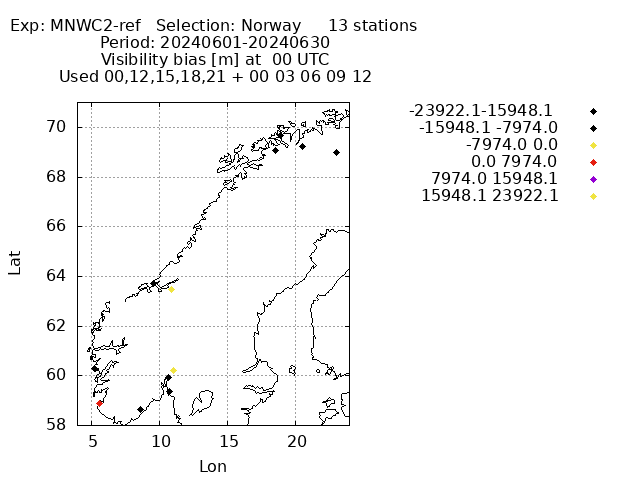 Exp: MNWC2-ref   Selection: Norway      13 stations
Period: 20240601-20240630
Visibility bias [m] at  00 UTC
Used 00,12,15,18,21 + 00 03 06 09 12
-23922.1-15948.1
-15948.1 -7974.0
-7974.0 0.0
0.0 7974.0
7974.0 15948.1
15948.1 23922.1
70
68
66
64
62
60
58
Lat
5
10
15
20
Lon